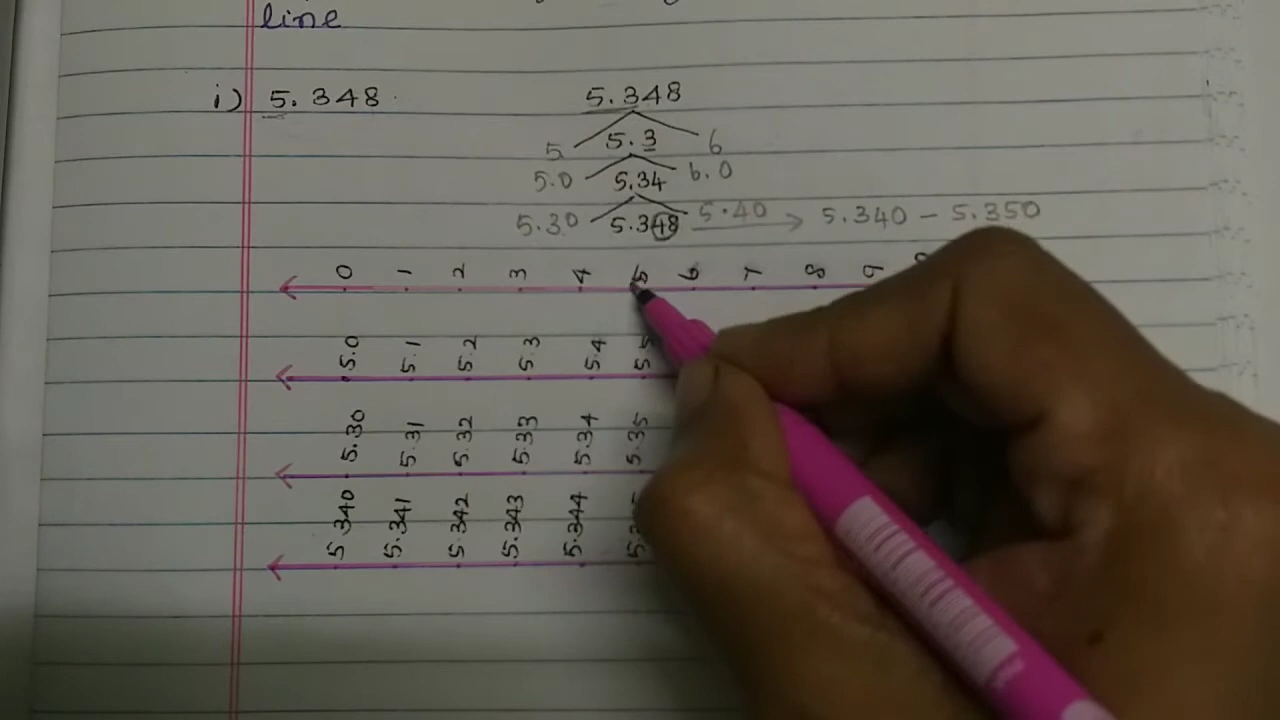 line
i) 5.348 5.348
5 5.3 6
5.0 5.34 6.0
5.30 5.348 5.40 → 5.340 - 5.350
0 1 2 3 4 5 6 7 8 9
5.0 5.1 5.2 5.3 5.4 5.5
5.30 5.31 5.32 5.33 5.34 5.35
5.340 5.341 5.342 5.343 5.344